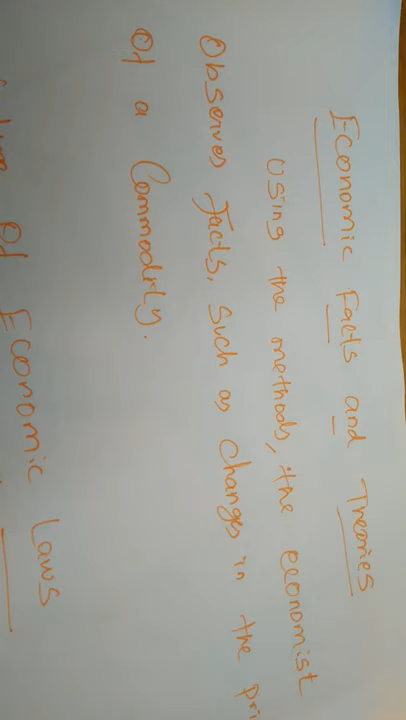 Economic Facts and Theories
Using the methods, the economist
Observes facts, such as changes in the
Of a Commodity.
Of Economic Laws